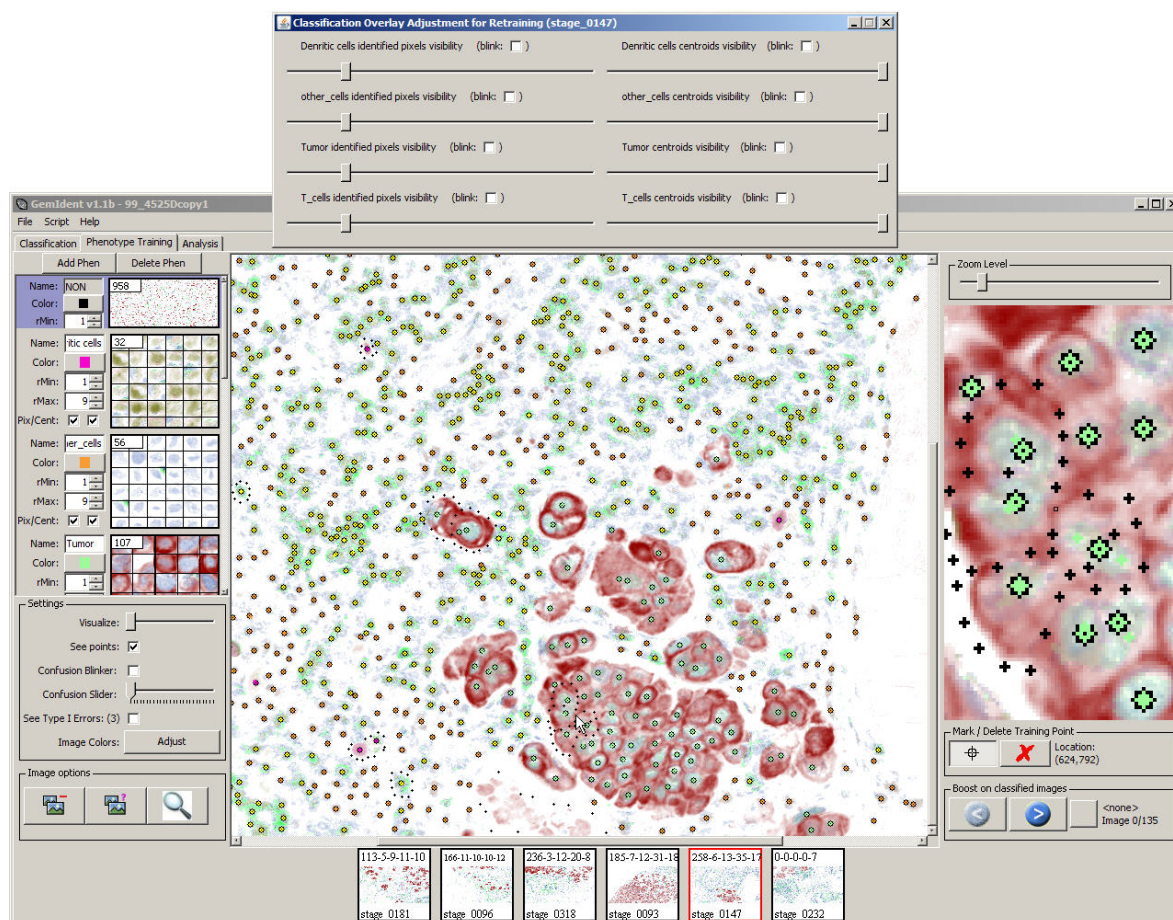 Classification Overlay Adjustment for Retraining (stage_0147)
Denritic cells identified pixels visibility (blink: )
Denritic cells centroids visibility (blink: )
other_cells identified pixels visibility (blink: )
other_cells centroids visibility (blink: )
Tumor identified pixels visibility (blink: )
Tumor centroids visibility (blink: )
T_cells identified pixels visibility (blink: )
T_cells centroids visibility (blink: )
GemIdent v1.1b - 99_4525Dcopy1
File Script Help
Classification Phenotype Training Analysis
Add Phen Delete Phen
Name: NON 958
Color:
rMin: 1
Name: itic cells 32
Color:
rMin: 1
rMax: 9
Pix/Cent:
Name: ner_cells 56
Color:
rMin: 1
rMax: 9
Pix/Cent:
Name: Tumor 107
Color:
rMin: 1
Settings
Visualize:
See points:
Confusion Blinker:
Confusion Slider:
See Type I Errors: (3)
Image Colors: Adjust
Image options
Zoom Level
Mark / Delete Training Point
Location:
(624,792)
Boost on classified images
<none>
Image 0/135
113-5-9-11-10
166-11-10-10-12
236-3-12-20-8
185-7-12-31-18
258-6-13-35-17
0-0-0-0-7
stage_0181
stage_0096
stage_0318
stage_0093
stage_0147
stage_0232